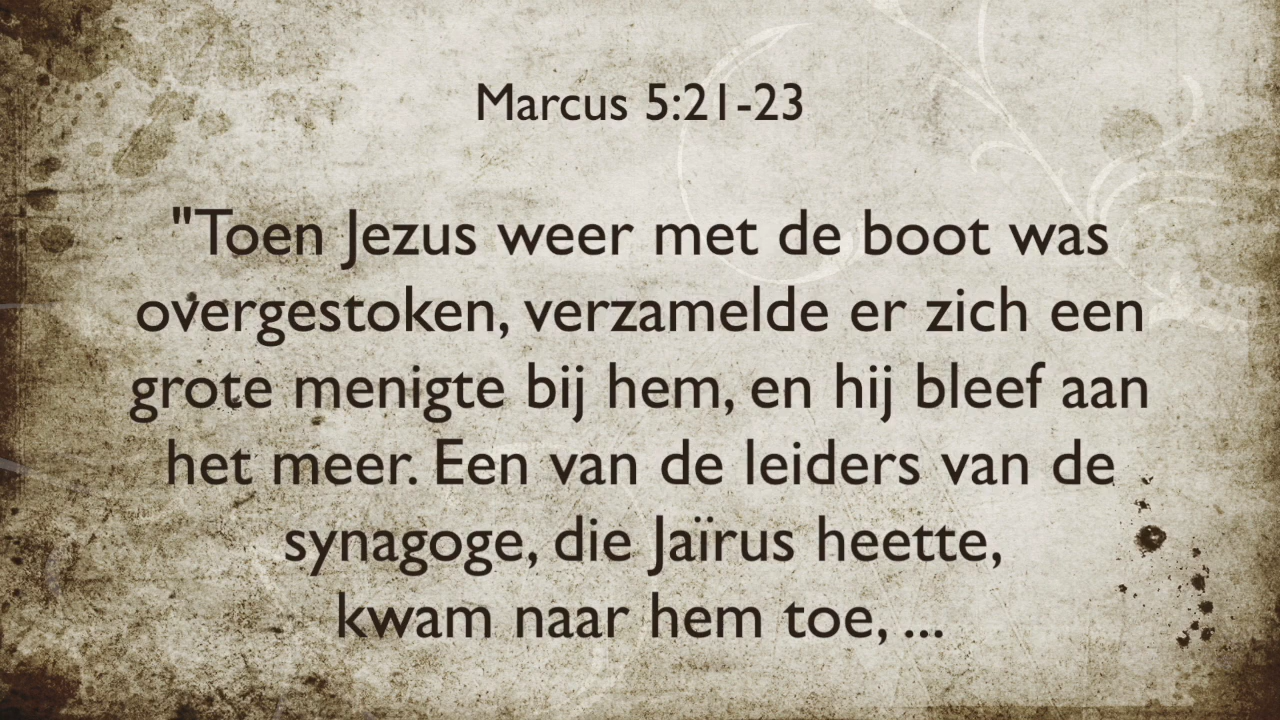 Marcus 5:21-23
"Toen Jezus weer met de boot was
overgestoken, verzamelde er zich een
grote menigte bij hem, en hij bleef aan
het meer. Een van de leiders van de
synagoge, die Jaïrus heette,
kwam naar hem toe, ...